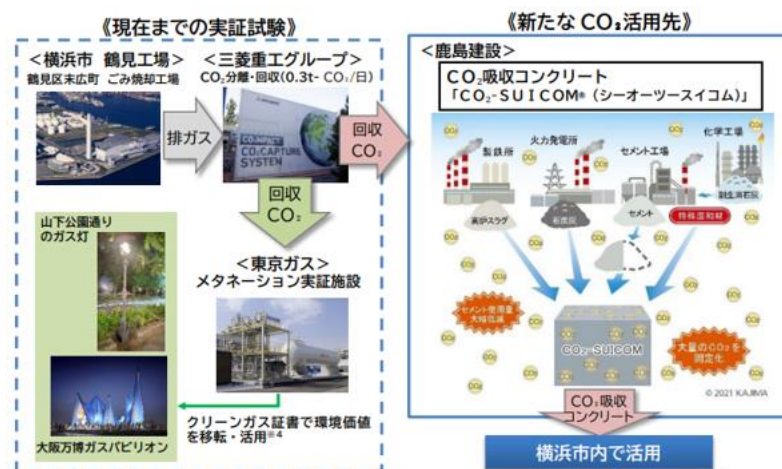 《現在までの実証試験》
<横浜市 鶴見工場>
鶴見区末広町 ごみ焼却工場
排ガス
<三菱重工グループ>
CO₂分離・回収(0.3t- CO₂/日)
CO₂MPACT
CO₂CAPTURE
SYSTEM
回収
CO₂
回収
CO₂
山下公園通り
のガス灯
<東京ガス>
メタネーション実証施設
大阪万博ガスパビリオン
クリーンガス証書で環境価値
を移転・活用※4
《新たな CO₂活用先》
<鹿島建設>
CO₂吸収コンクリート
「CO₂-SUICOM®(シーオーツースイコム)」
製鉄所
火力発電所
セメント工場
化学工場
副生消石灰
高炉スラグ
石炭灰
セメント
特殊混和材
セメント使用量
大幅低減
CO₂-SUICOM
大量のCO₂を
固定化
© 2021 KAJIMA
CO₂吸収
コンクリート
横浜市内で活用